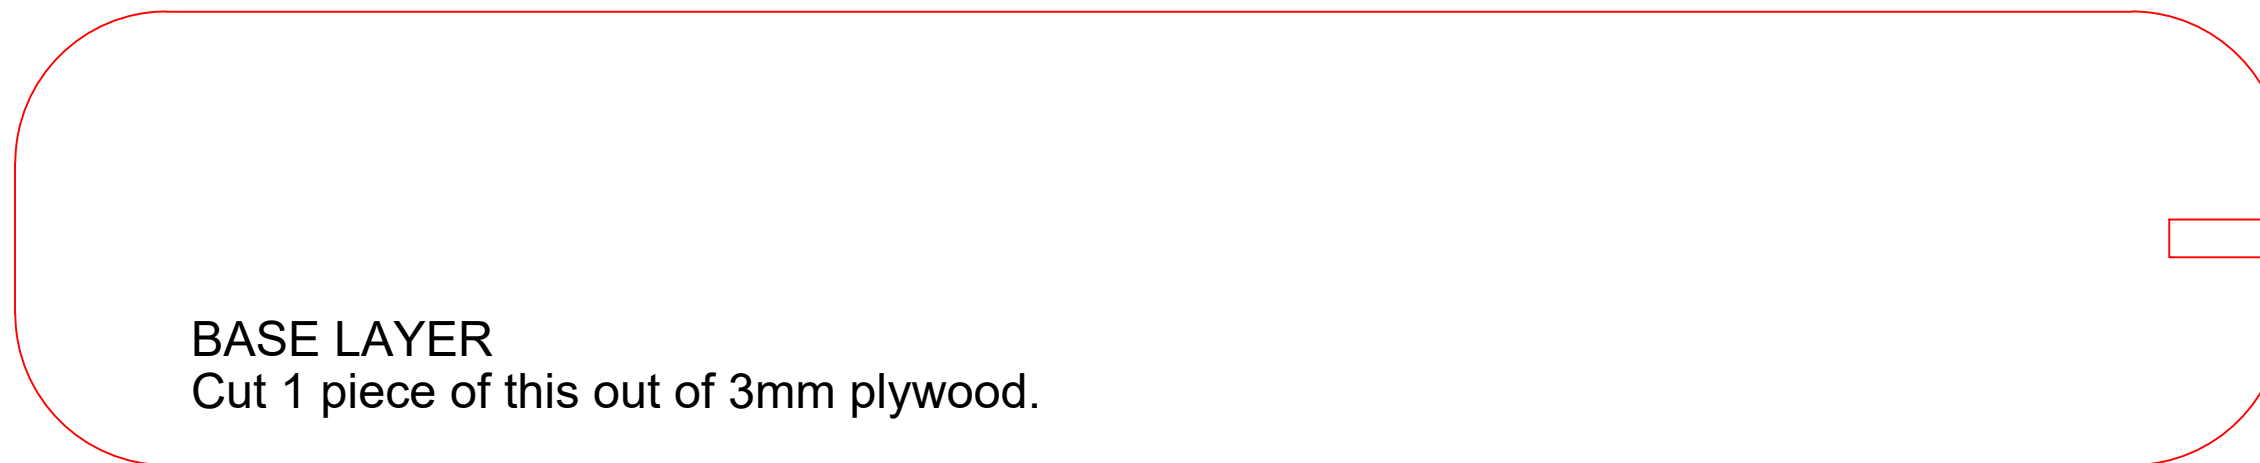 BASE LAYER
Cut 1 piece of this out of 3mm plywood.